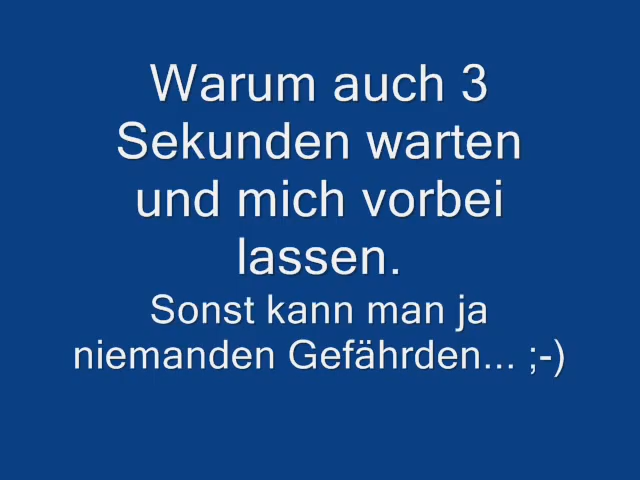 Warum auch 3
Sekunden warten
und mich vorbei
lassen.
Sonst kann man ja
niemanden Gefährden... ;-)